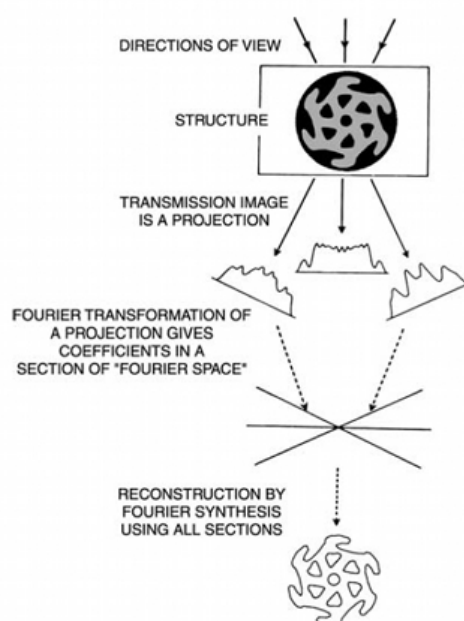 DIRECTIONS OF VIEW
STRUCTURE
TRANSMISSION IMAGE
IS A PROJECTION
FOURIER TRANSFORMATION OF
A PROJECTION GIVES
COEFFICIENTS IN A
SECTION OF "FOURIER SPACE"
RECONSTRUCTION BY
FOURIER SYNTHESIS
USING ALL SECTIONS